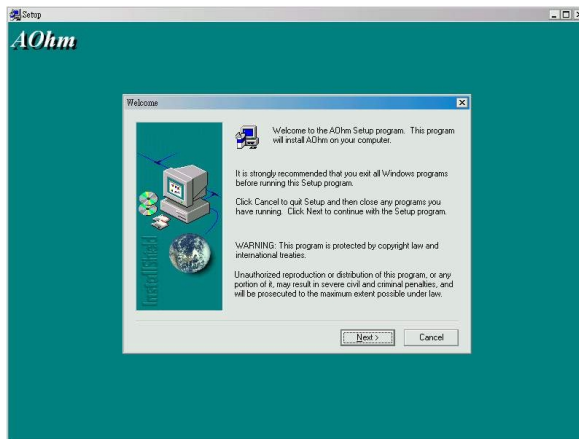 Setup
AOhm
Welcome
Welcome to the AOhm Setup program. This program
will install AOhm on your computer.
It is strongly recommended that you exit all Windows programs
before running this Setup program.
Click Cancel to quit Setup and then close any programs you
have running. Click Next to continue with the Setup program.
WARNING: This program is protected by copyright law and
international treaties.
Unauthorized reproduction or distribution of this program, or any
portion of it, may result in severe civil and criminal penalties, and
will be prosecuted to the maximum extent possible under law.
InstallShield
Next >
Cancel